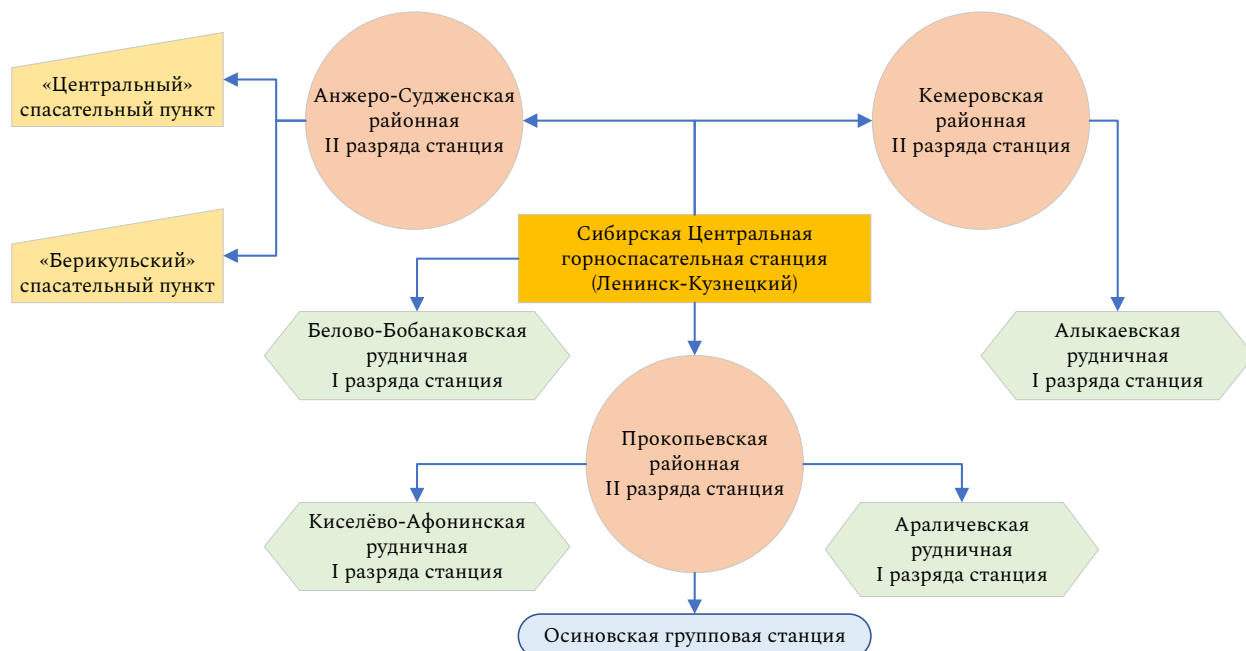 «Центральный»
спасательный пункт
Анжеро-Судженская
районная
II разряда станция
Кемеровская
районная
II разряда станция
«Берикульский»
спасательный пункт
Сибирская Центральная
горноспасательная станция
(Ленинск-Кузнецкий)
Белово-Бобанаковская
рудничная
I разряда станция
Алыкаевская
рудничная
I разряда станция
Прокопьевская
районная
II разряда станция
Киселёво-Афонинская
рудничная
I разряда станция
Араличевская
рудничная
I разряда станция
Осиновская групповая станция